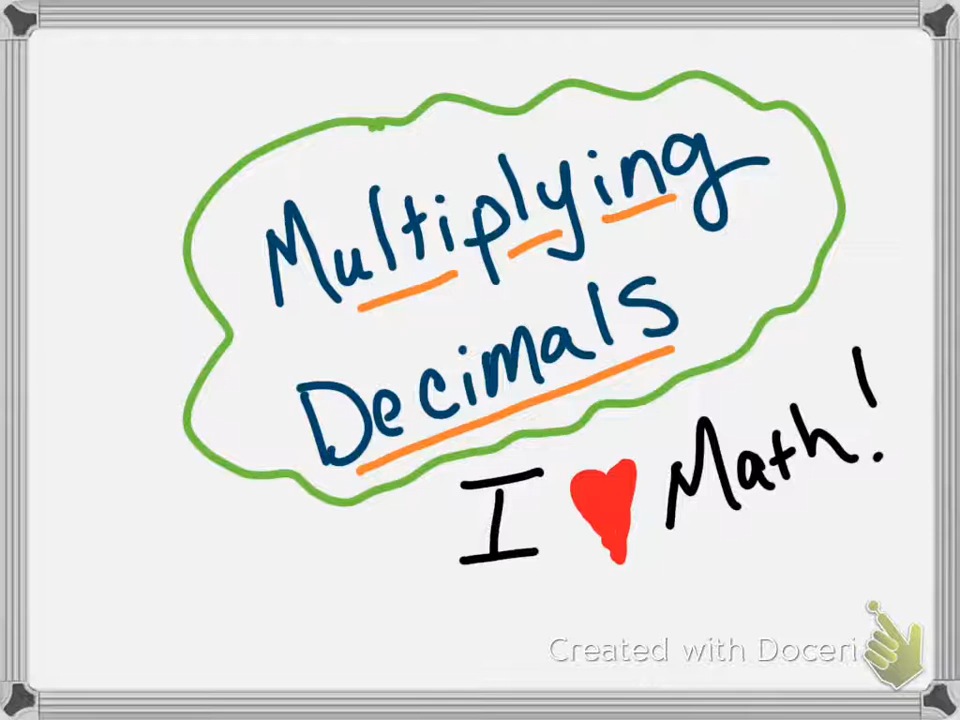 Multiplying
Decimals
I ❤ Math!
Created with Doceri